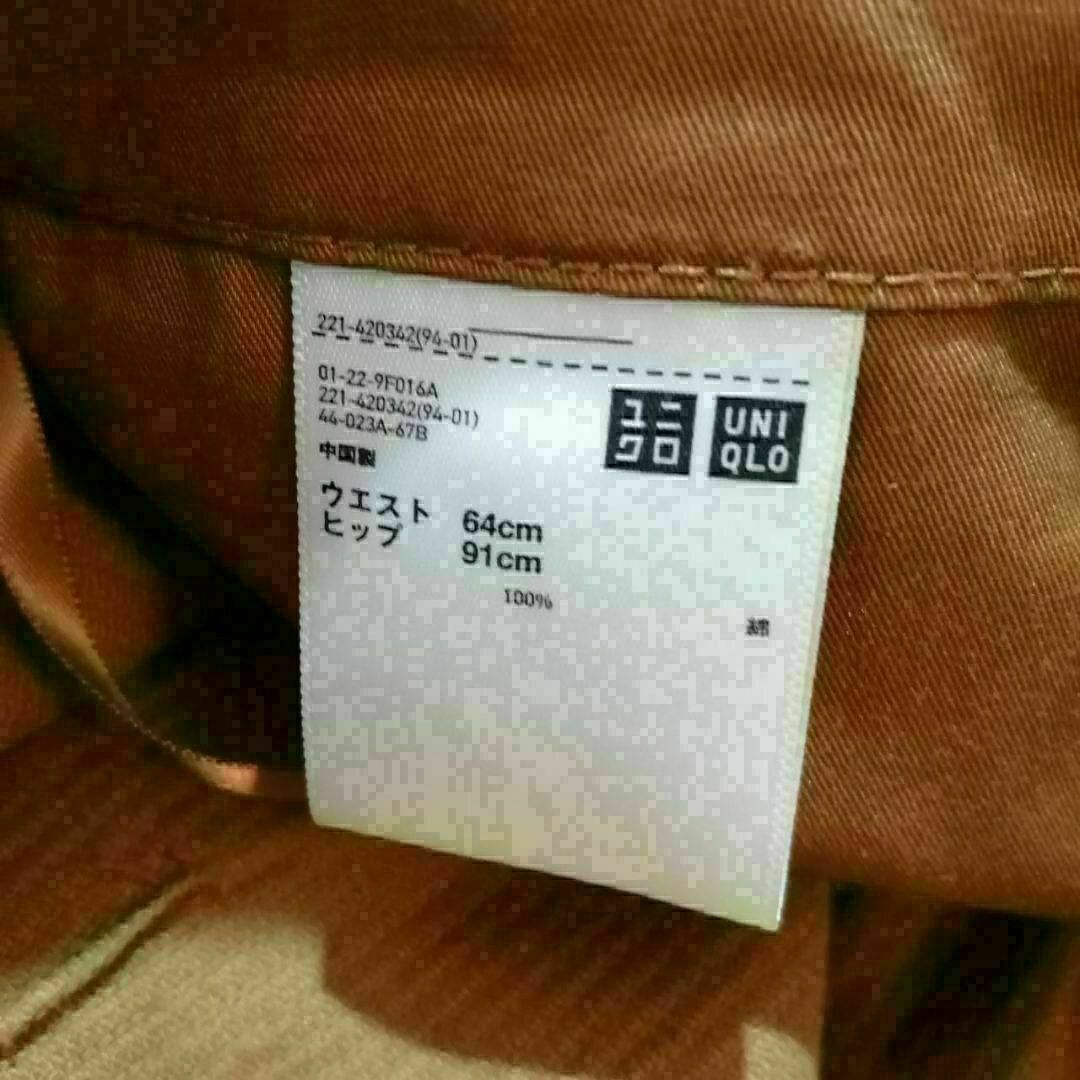 221-420342(94-01)
01-22-9F016A
221-420342(94-01)
44-023A-67B
中国製
ユニ
クロ
UNI
QLO
ウエスト 64cm
ヒップ 91cm
100%
綿